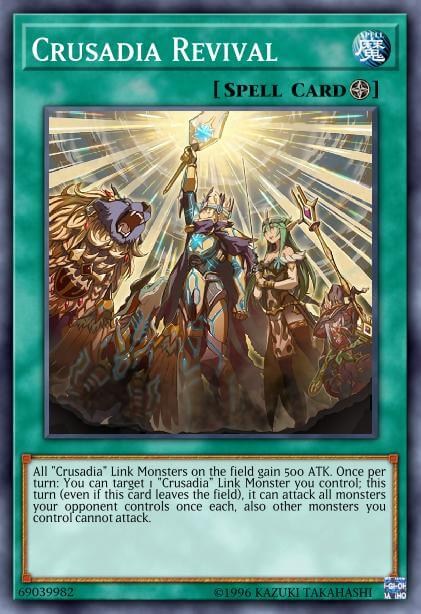 CRUSADIA REVIVAL
SPELL
魔
[SPELL CARD]
All "Crusadia" Link Monsters on the field gain 500 ATK. Once per
turn: You can target 1 "Crusadia" Link Monster you control; this
turn (even if this card leaves the field), it can attack all monsters
your opponent controls once each, also other monsters you
control cannot attack.
69039982
©1996 KAZUKI TAKAHASHI